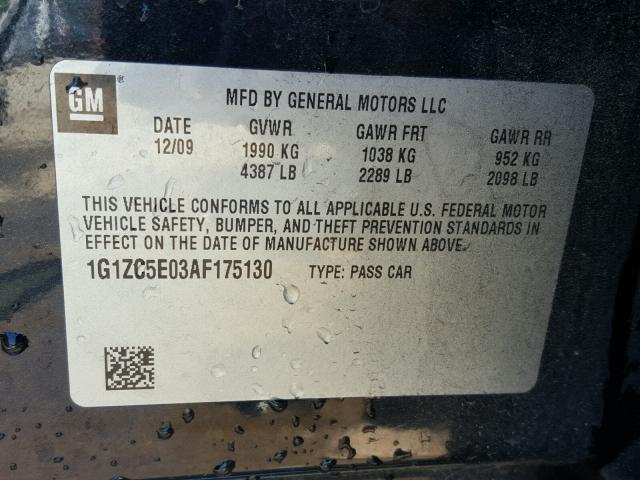 GM
MFD BY GENERAL MOTORS LLC
DATE GVWR GAWR FRT GAWR RR
12/09 1990 KG 1038 KG 952 KG
4387 LB 2289 LB 2098 LB
THIS VEHICLE CONFORMS TO ALL APPLICABLE U.S. FEDERAL MOTOR
VEHICLE SAFETY, BUMPER, AND THEFT PREVENTION STANDARDS IN
EFFECT ON THE DATE OF MANUFACTURE SHOWN ABOVE.
1G1ZC5E03AF175130 TYPE: PASS CAR